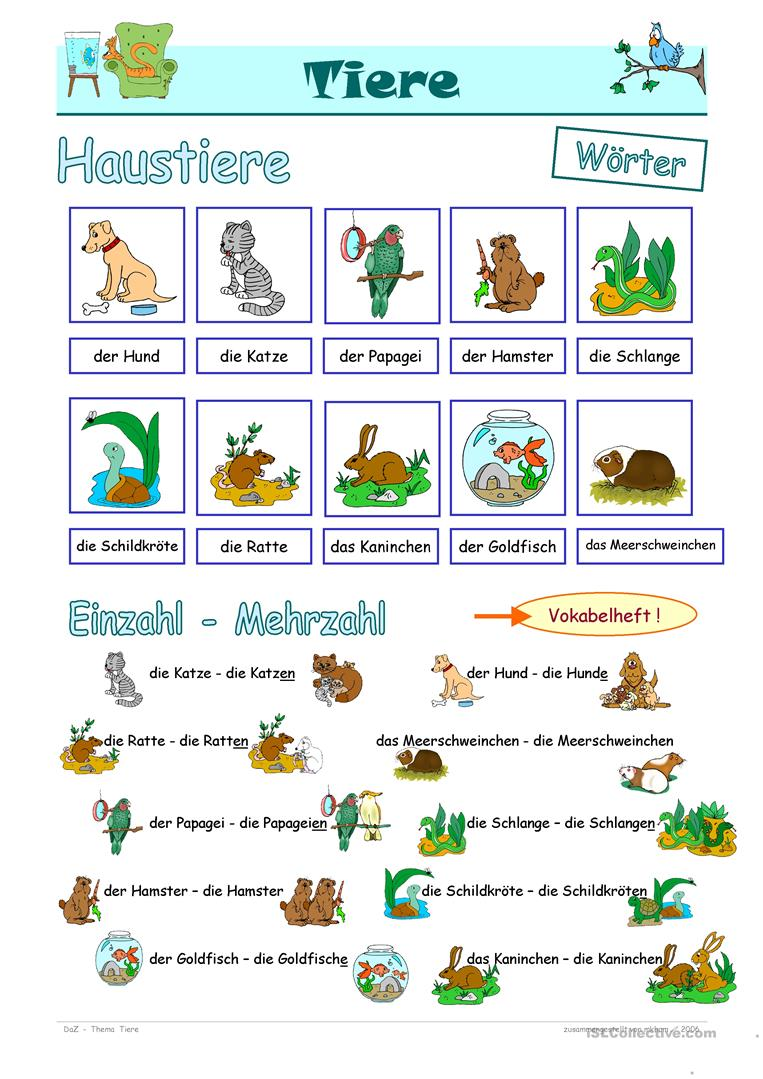 Tiere
Haustiere
Wörter
der Hund die Katze der Papagei der Hamster die Schlange
die Schildkröte die Ratte das Kaninchen der Goldfisch das Meerschweinchen
Einzahl - Mehrzahl
Vokabelheft !
die Katze - die Katzen der Hund - die Hunde
die Ratte - die Ratten das Meerschweinchen - die Meerschweinchen
der Papagei - die Papageien die Schlange – die Schlangen
der Hamster – die Hamster die Schildkröte – die Schildkröten
der Goldfisch – die Goldfische das Kaninchen – die Kaninchen
DaZ - Thema Tiere zusammengestellt von 2006
iSLCollective.com